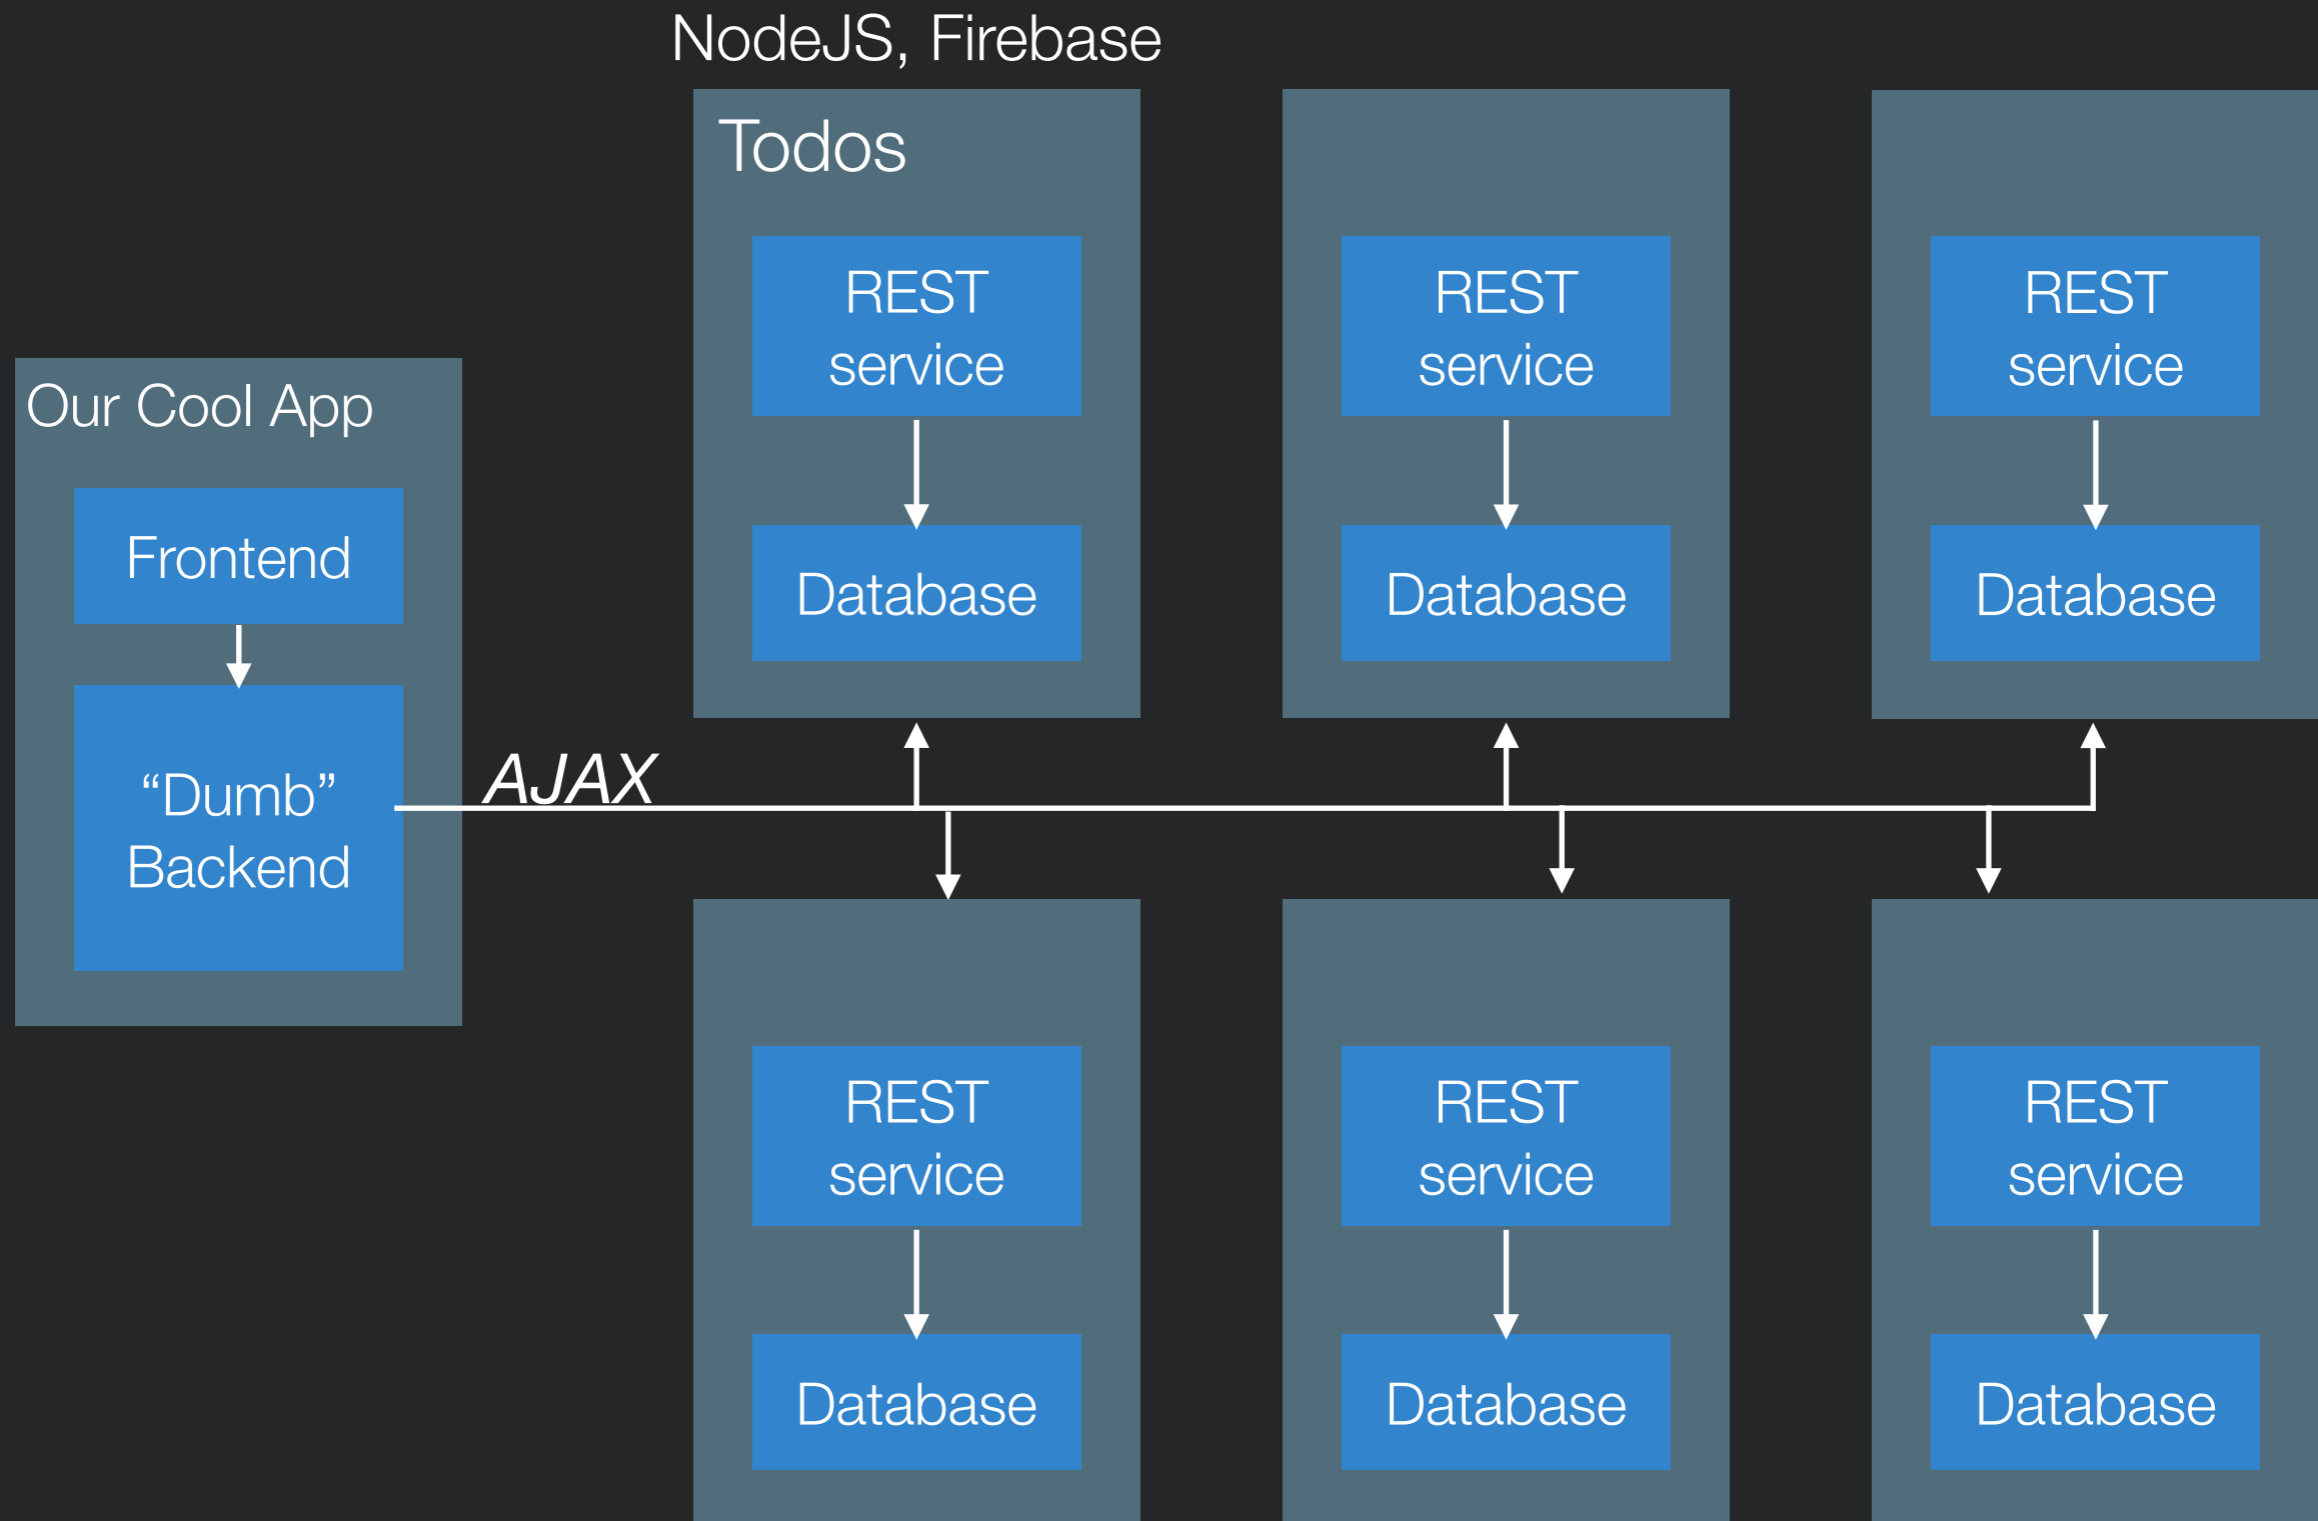 NodeJS, Firebase
Todos
REST
service
Database
REST
service
Database
REST
service
Database
Our Cool App
Frontend
“Dumb”
Backend
AJAX
REST
service
Database
REST
service
Database
REST
service
Database